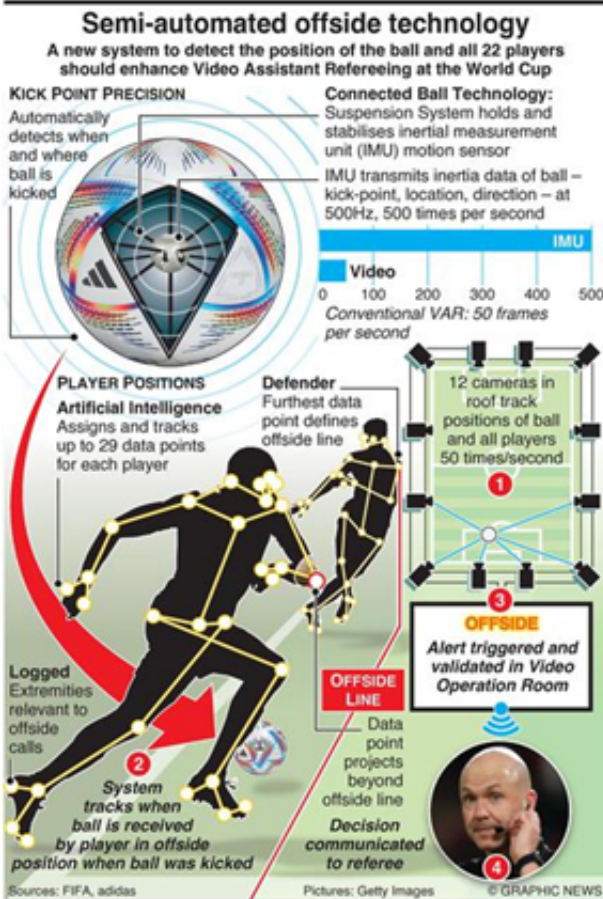 Semi-automated offside technology
A new system to detect the position of the ball and all 22 players
should enhance Video Assistant Refereeing at the World Cup
KICK POINT PRECISION
Automatically
detects when
and where
ball is
kicked
Connected Ball Technology:
Suspension System holds and
stabilises inertial measurement
unit (IMU) motion sensor
IMU transmits inertia data of ball –
kick-point, location, direction – at
500Hz, 500 times per second
IMU
Video
0 100 200 300 400 500
Conventional VAR: 50 frames
per second
PLAYER POSITIONS
Artificial Intelligence
Assigns and tracks
up to 29 data points
for each player
Defender
Furthest data
point defines
offside line
12 cameras in
roof track
positions of ball
and all players
50 times/second
1
3
OFFSIDE
Alert triggered and
validated in Video
Operation Room
Logged
Extremities
relevant to
offside
calls
2
System
tracks when
ball is received
by player in offside
position when ball was kicked
OFFSIDE
LINE
Data
point
projects
beyond
offside line
Decision
communicated
to referee
4
Sources: FIFA, adidas
Pictures: Getty Images
© GRAPHIC NEWS